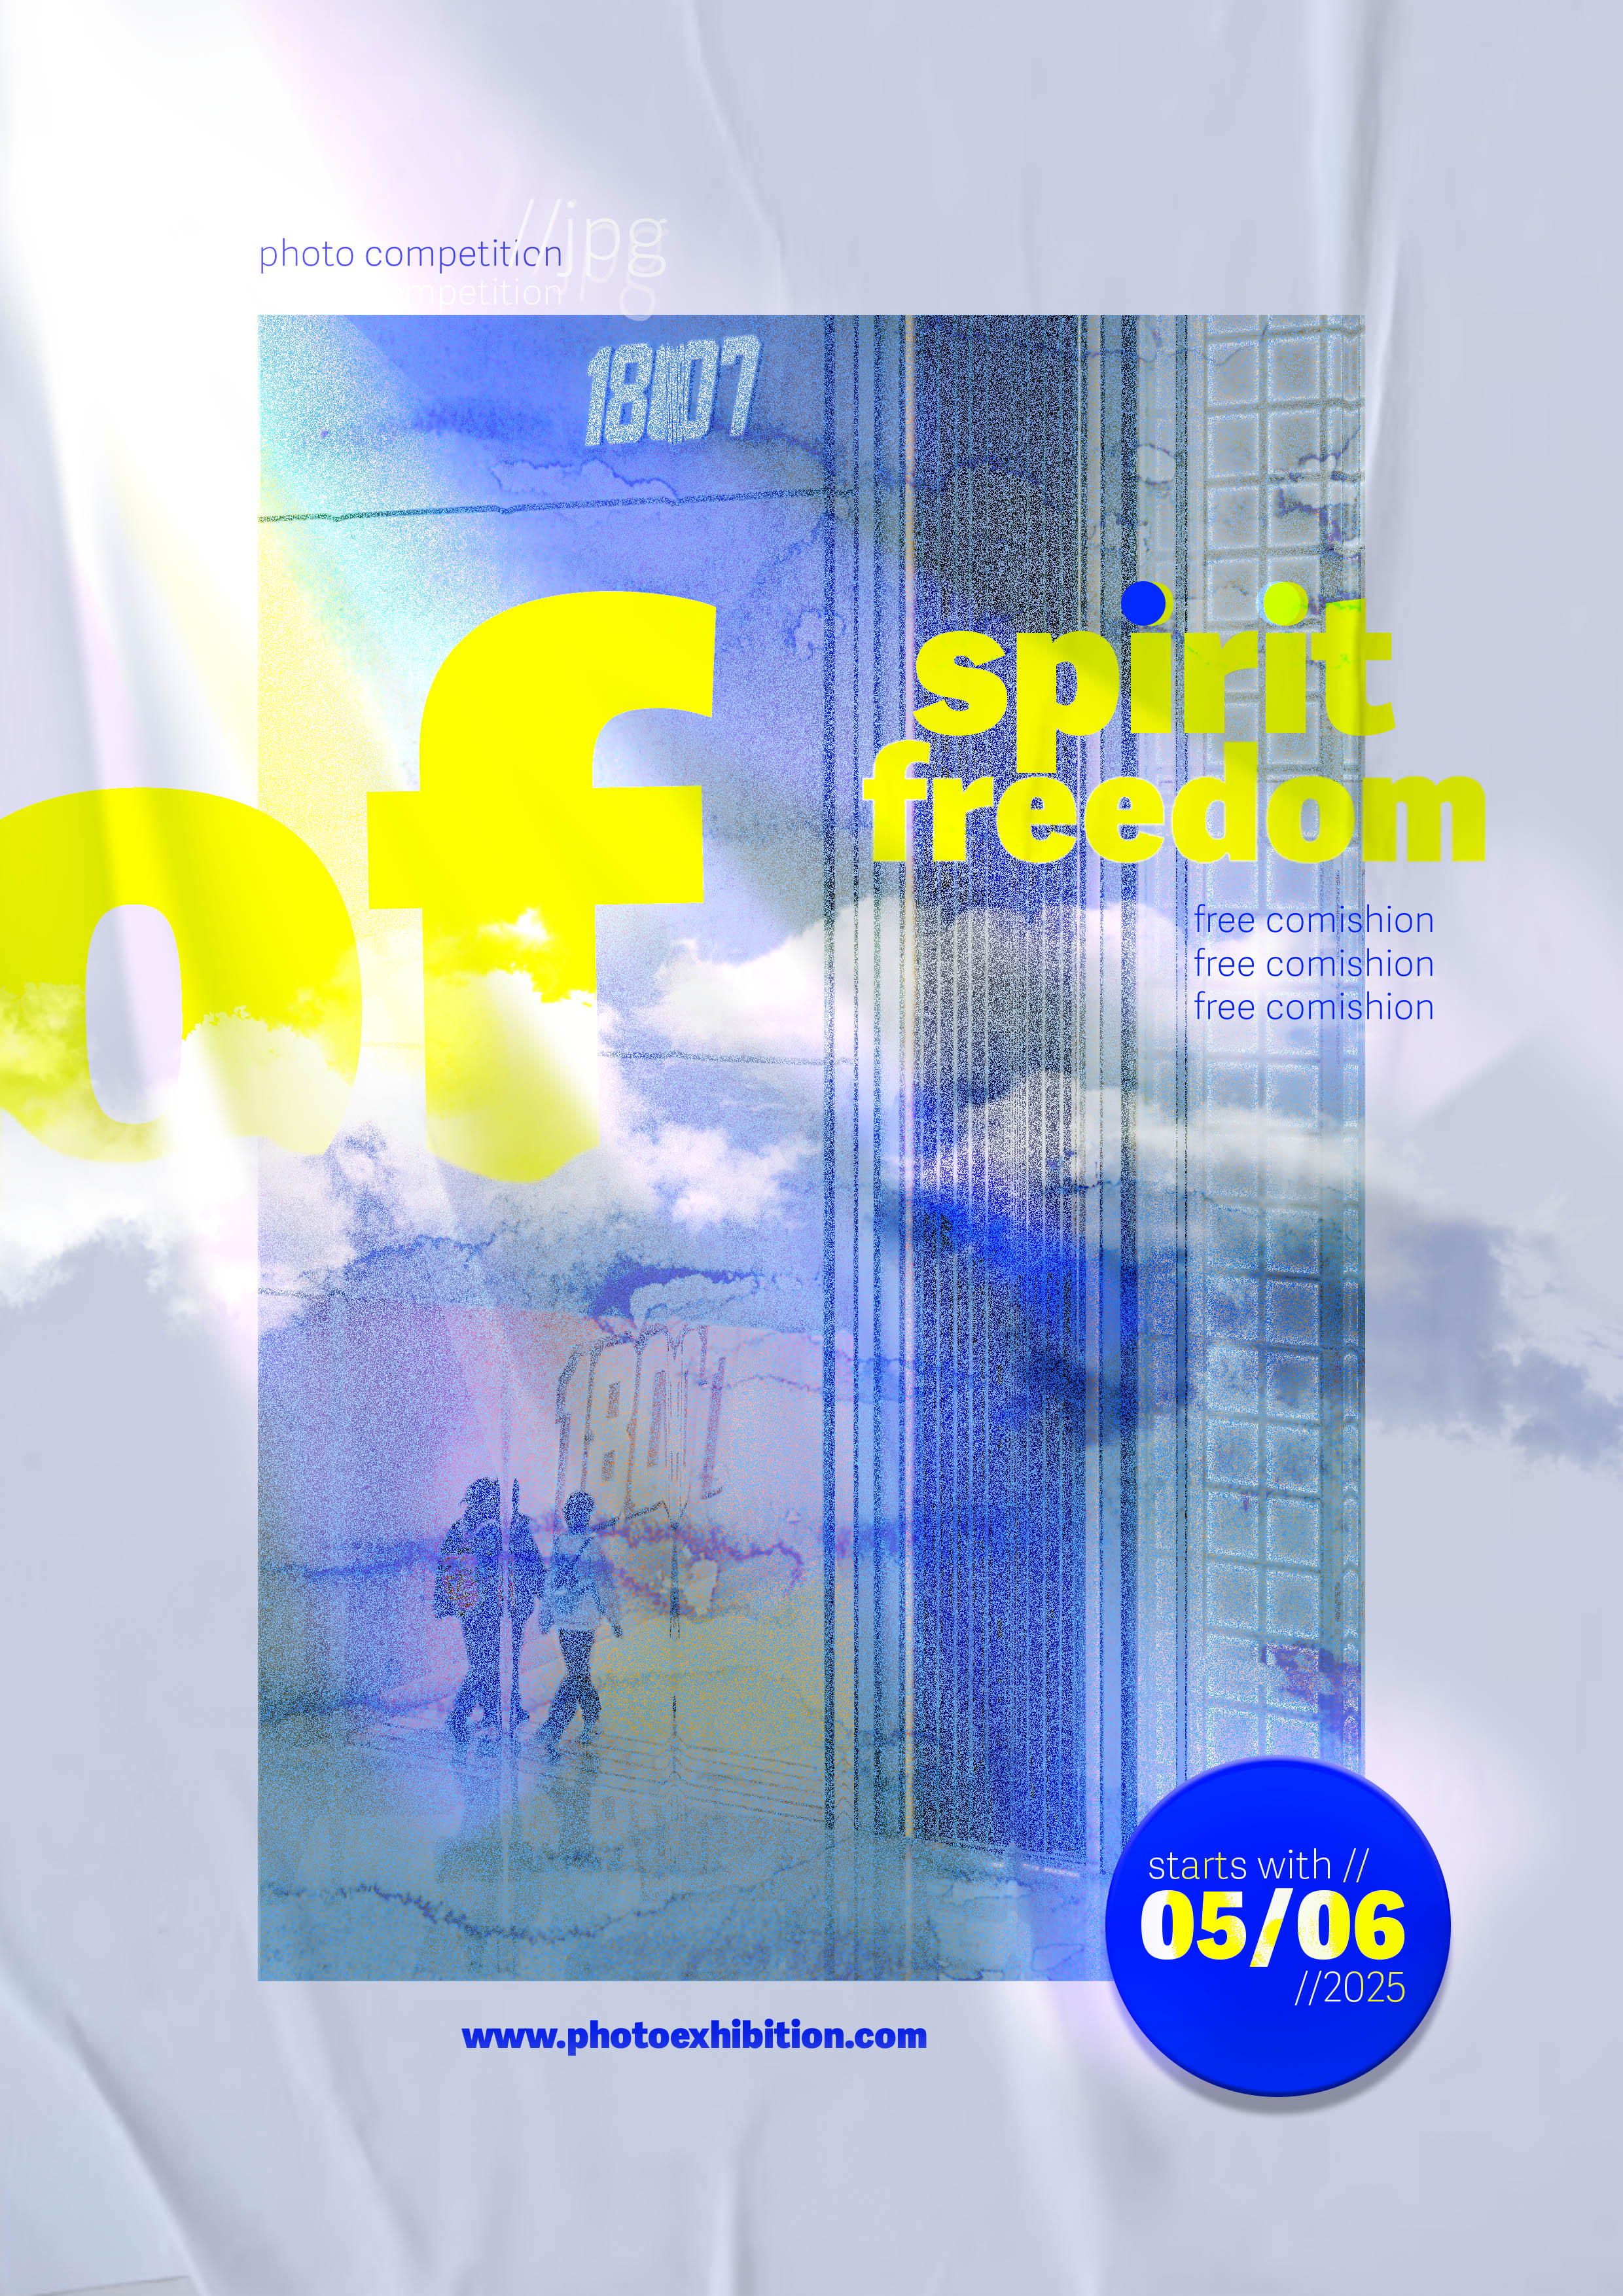 //jpg
photo competition
competition
18007
of
spirit
freedom
free comishion
free comishion
free comishion
starts with //
05/06
//2025
www.photoexhibition.com